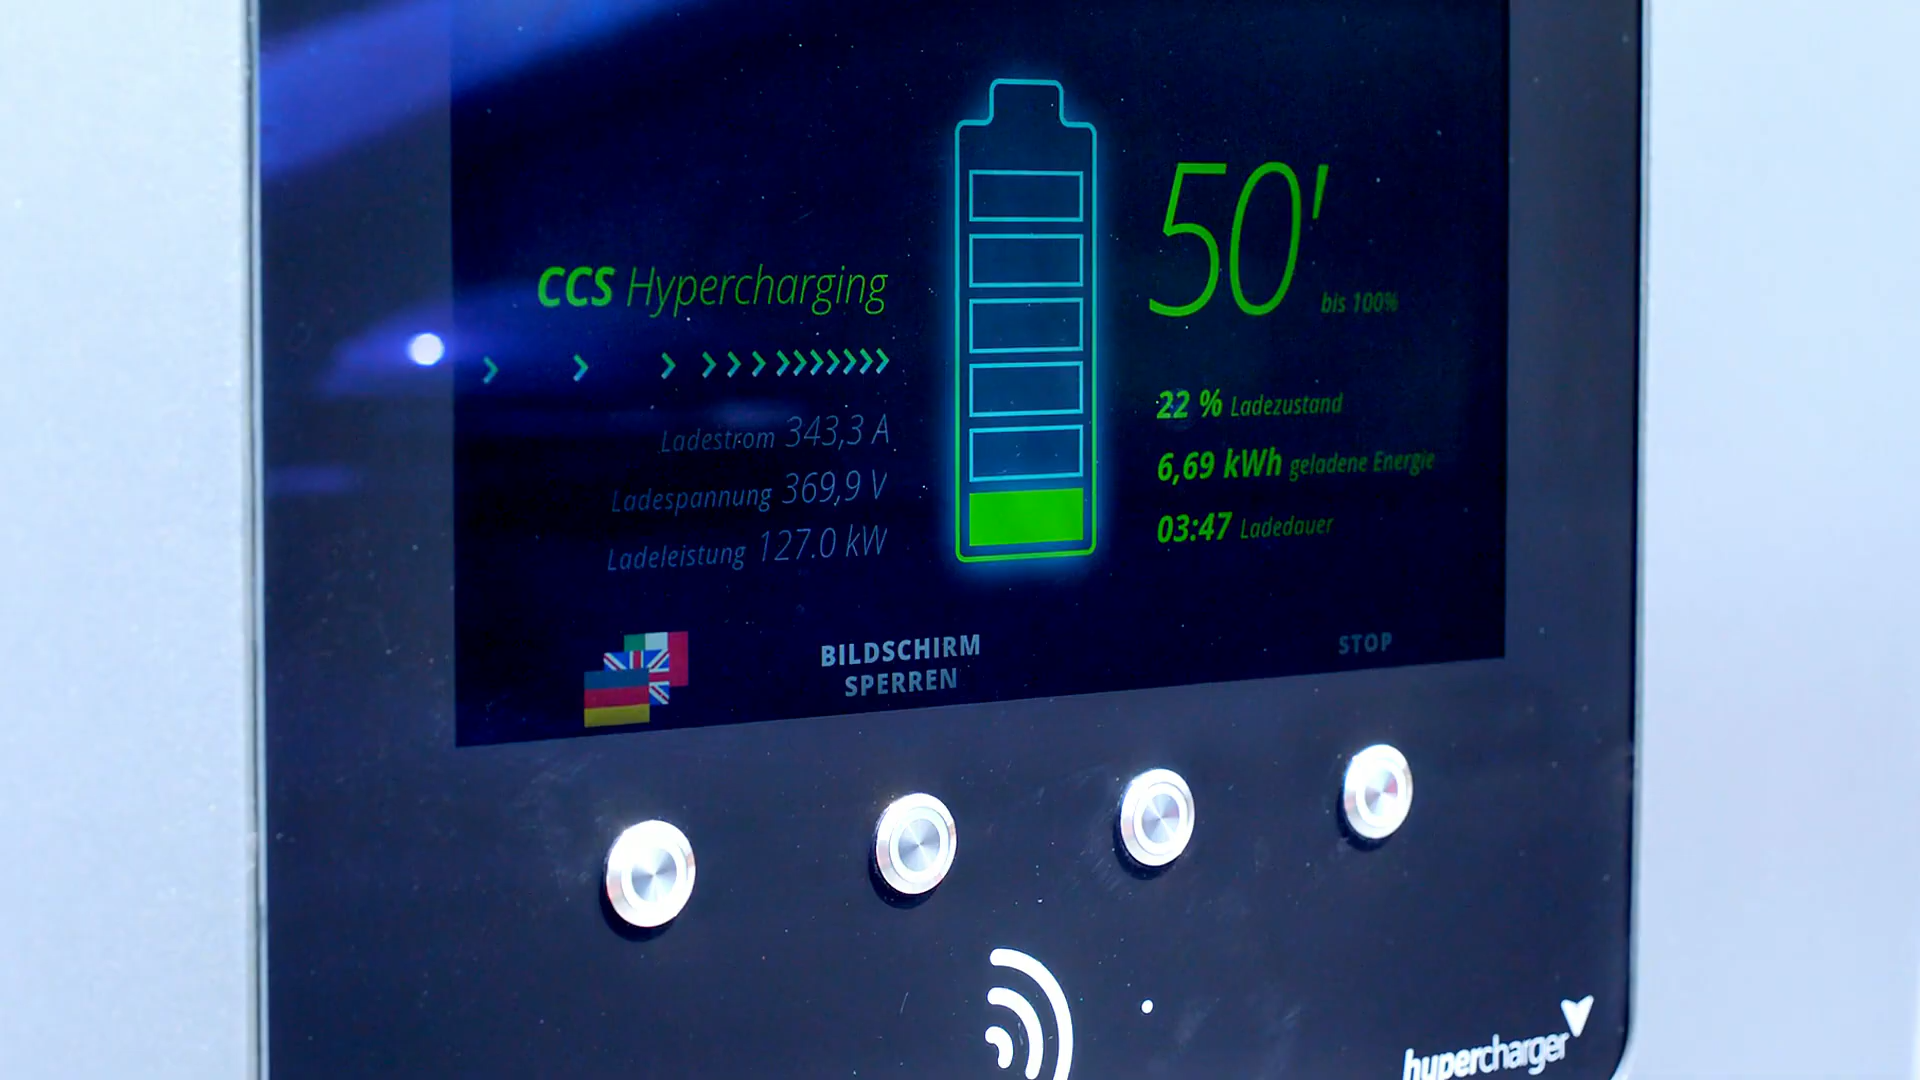 CCS Hypercharging
Ladestrom 343,3 A
Ladespannung 369,9 V
Ladeleistung 127.0 kW
50' bis 100%
22 % Ladezustand
6,69 kWh geladene Energie
03:47 Ladedauer
BILDSCHIRM
SPERREN
STOP
hypercharger